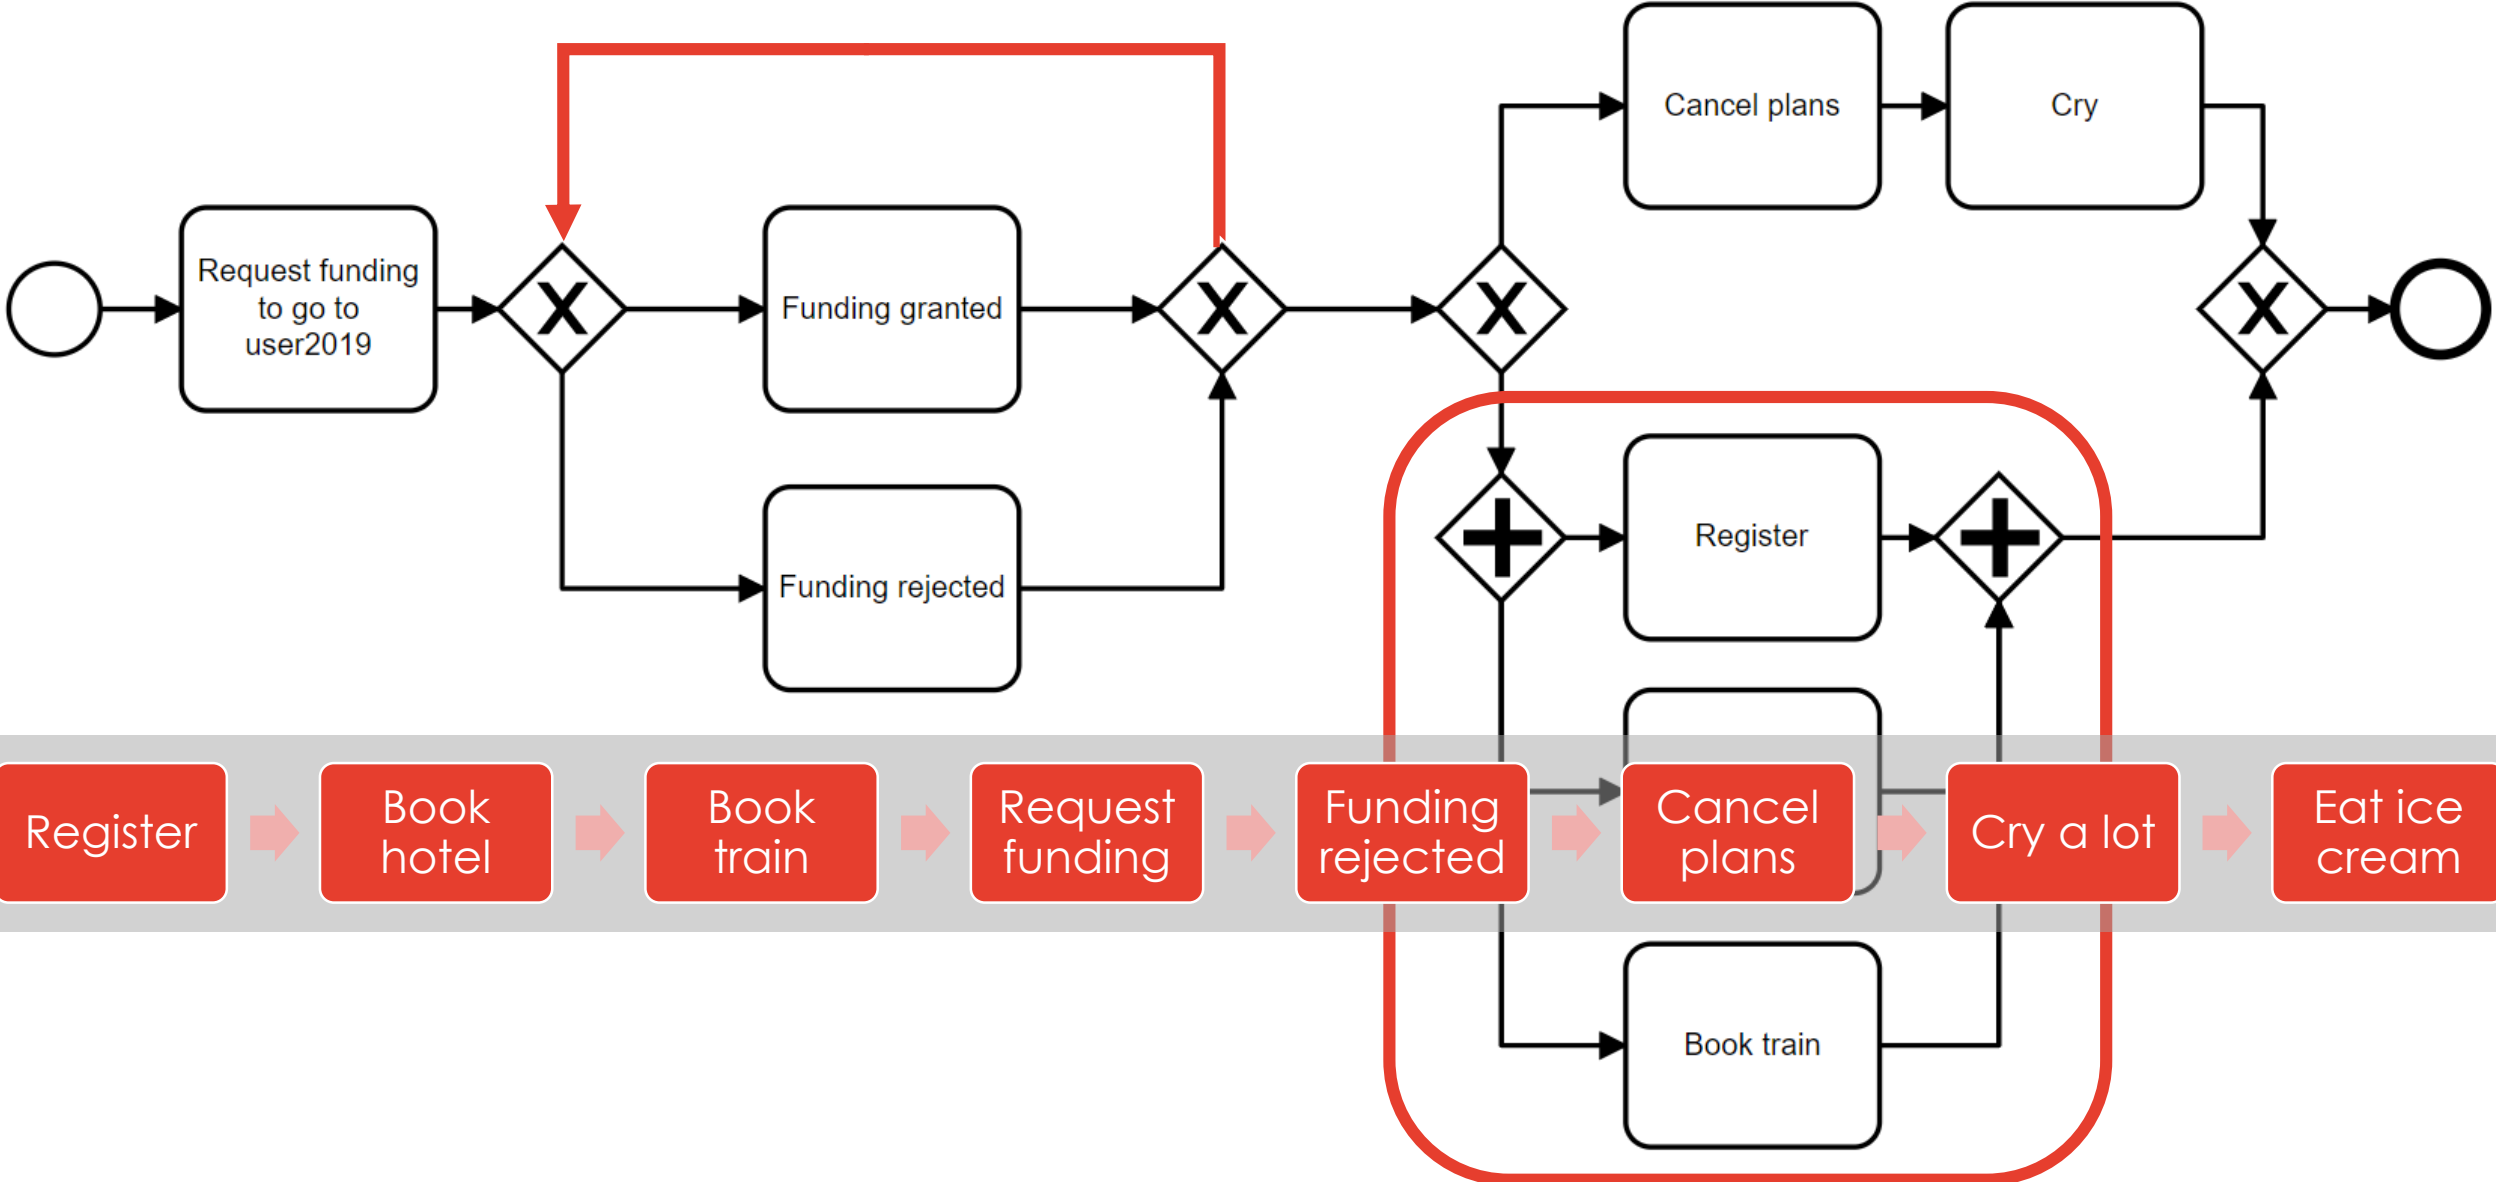 Cancel plans
Cry
Request funding
to go to
user2019
X
Funding granted
X
X
X
Funding rejected
Register
Register
Book
hotel
Book
train
Request
funding
Funding
rejected
Cancel
plans
Cry a lot
Eat ice
cream
Book train